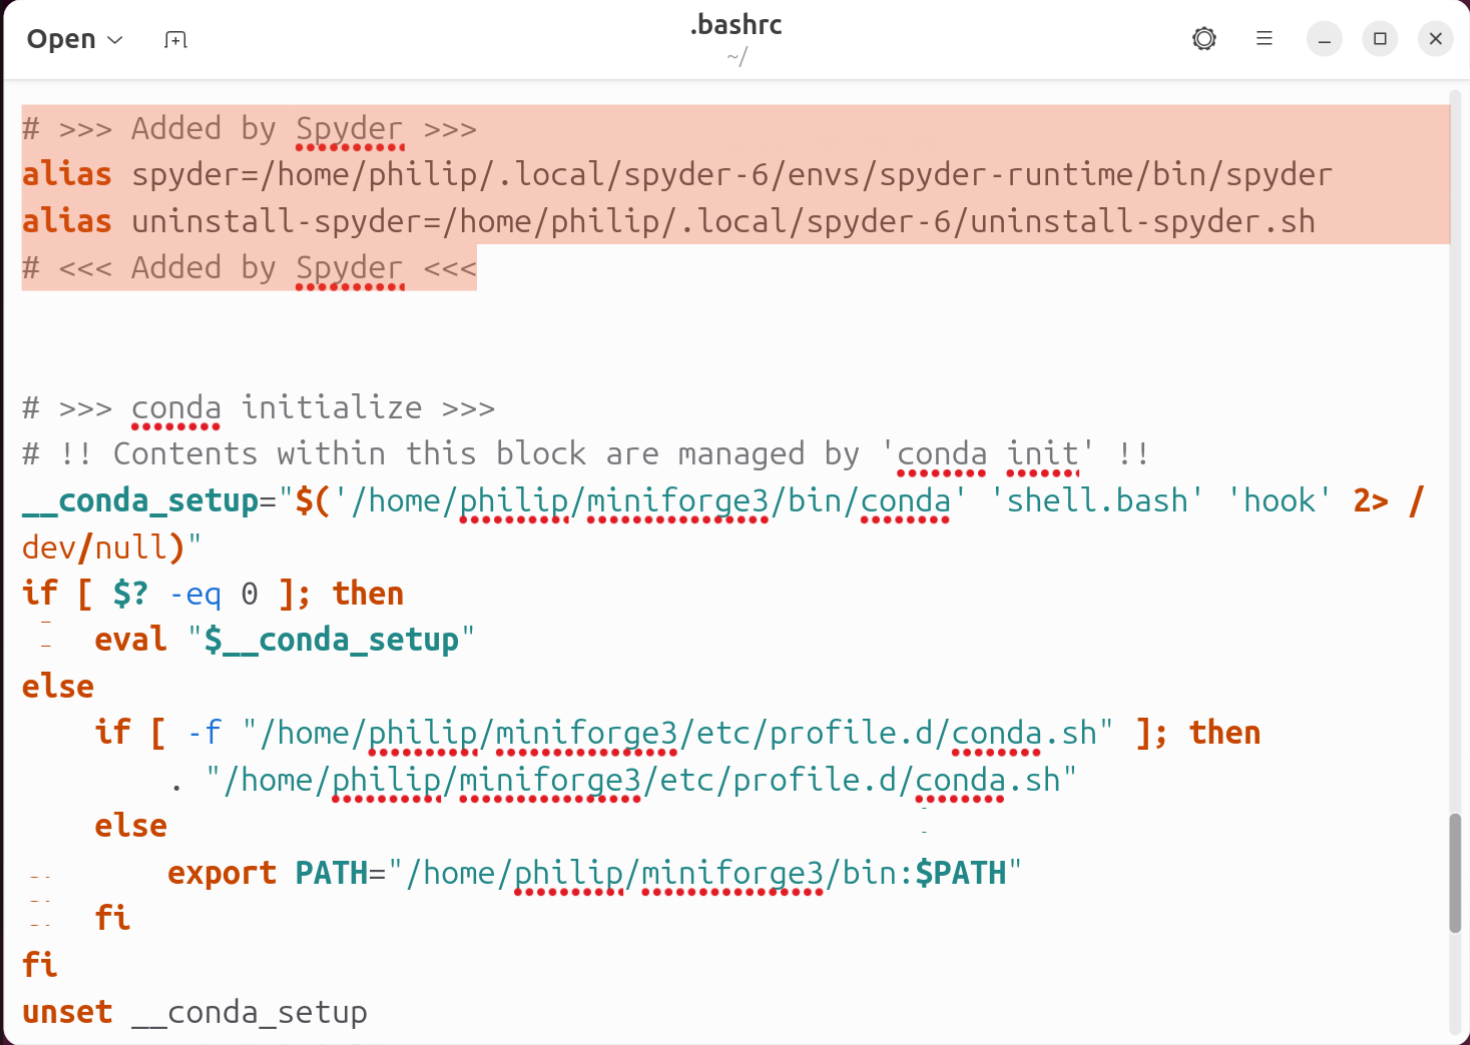 Open
.bashrc
~/
# >>> Added by Spyder >>>
alias spyder=/home/philip/.local/spyder-6/envs/spyder-runtime/bin/spyder
alias uninstall-spyder=/home/philip/.local/spyder-6/uninstall-spyder.sh
# <<< Added by Spyder <<<
# >>> conda initialize >>>
# !! Contents within this block are managed by 'conda init' !!
__conda_setup="$('/home/philip/miniforge3/bin/conda' 'shell.bash' 'hook' 2> /
dev/null)"
if [ $? -eq 0 ]; then
    eval "$__conda_setup"
else
    if [ -f "/home/philip/miniforge3/etc/profile.d/conda.sh" ]; then
        . "/home/philip/miniforge3/etc/profile.d/conda.sh"
    else
        export PATH="/home/philip/miniforge3/bin:$PATH"
    fi
fi
unset __conda_setup